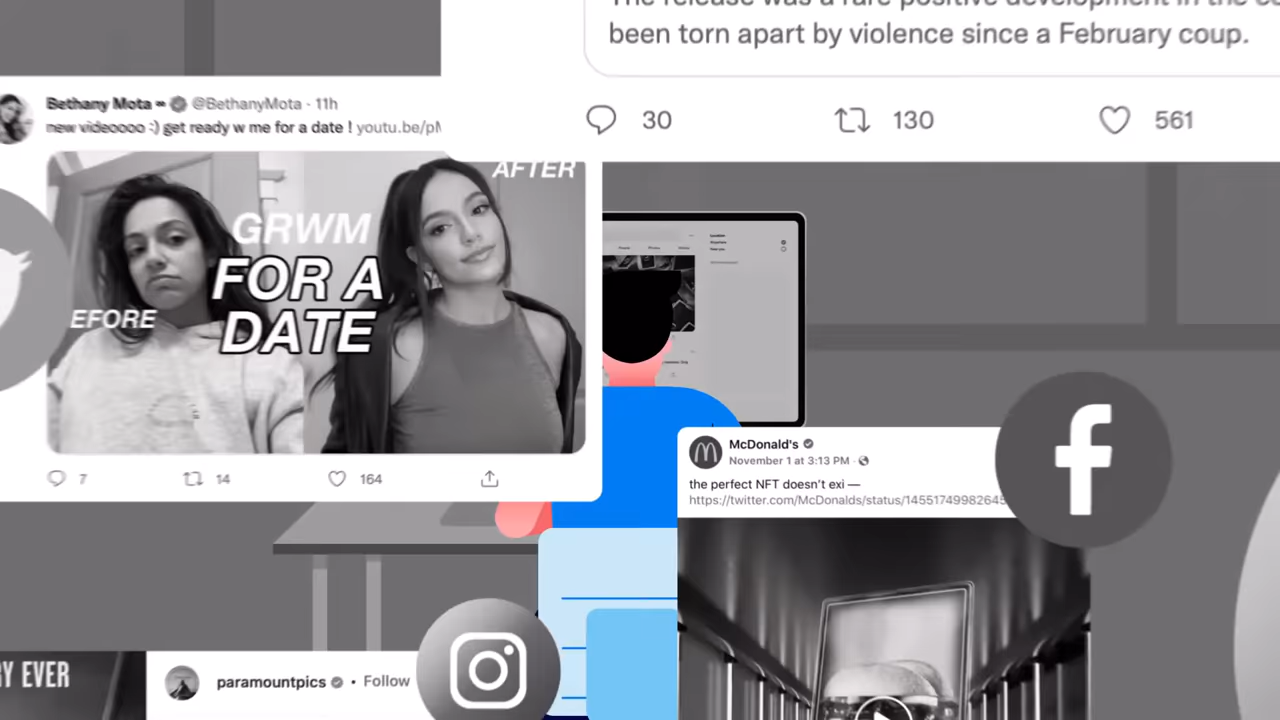 been torn apart by violence since a February coup.
30 130 561
Bethany Mota ∞ @BethanyMota · 11h
new videoooo :) get ready w me for a date ! youtu.be/p
AFTER
GRWM
FOR A
DATE
EFORE
7 14 164
McDonald's
November 1 at 3:13 PM ·
the perfect NFT doesn't exi —
https://twitter.com/McDonalds/status/14551749982645
Y EVER
paramountpics • Follow